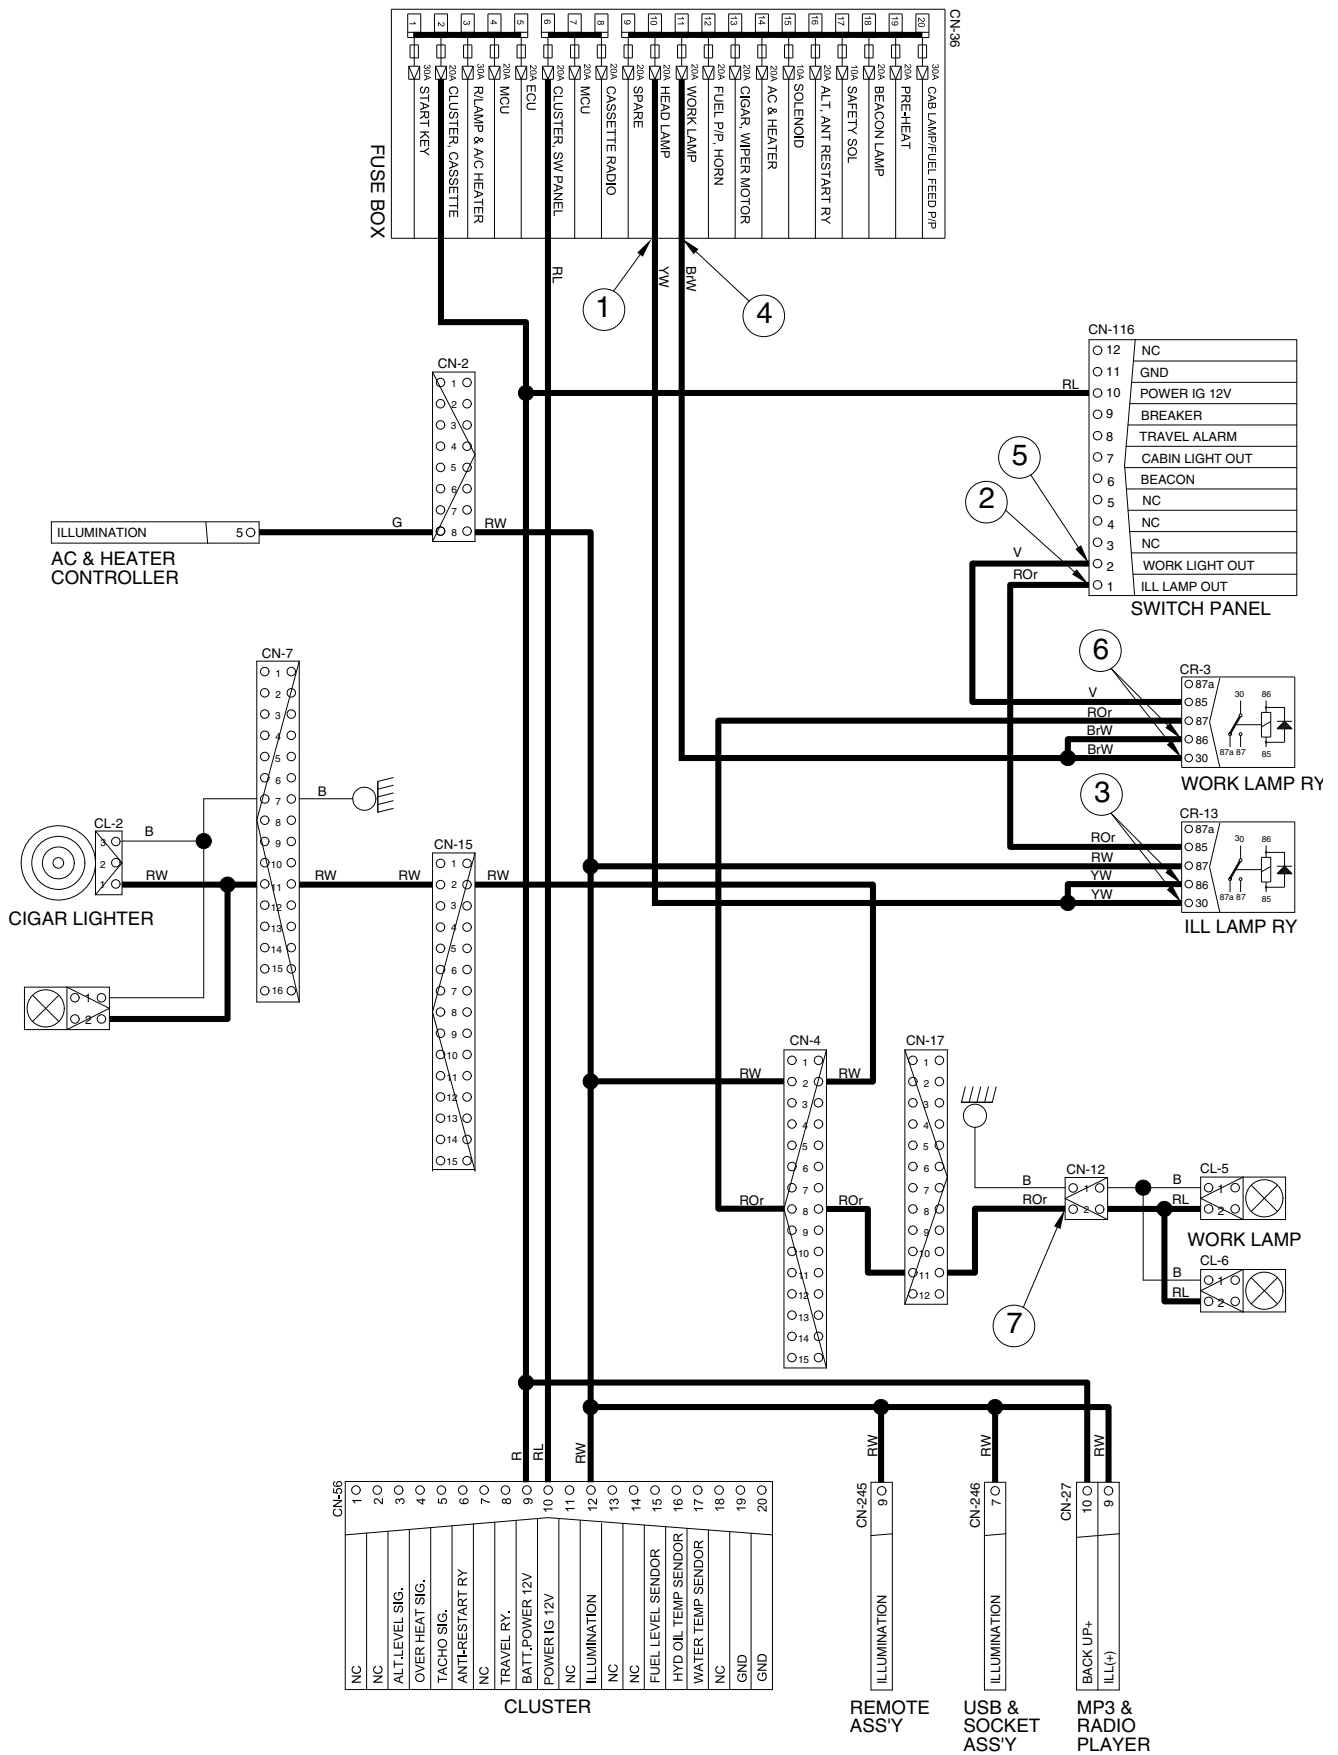 CN-36
1 2 3 4 5 6 7 8 9 10 11 12 13 14 15 16 17 18 19 20
30A START KEY
20A CLUSTER, CASSETTE
30A R/LAMP & A/C HEATER
20A MCU
20A ECU
20A CLUSTER, SW PANEL
20A MCU
20A CASSETTE RADIO
20A SPARE
20A HEAD LAMP
20A WORK LAMP
20A FUEL P/P, HORN
20A CIGAR, WIPER MOTOR
20A AC & HEATER
10A SOLENOID
20A ALT, ANT RESTART RY
10A SAFETY SOL
20A BEACON LAMP
20A PRE-HEAT
30A CAB LAMP/FUEL FEED P/P
FUSE BOX
RL
YW
BrW
1
4
CN-116
12 NC
11 GND
RL
10 POWER IG 12V
9 BREAKER
8 TRAVEL ALARM
7 CABIN LIGHT OUT
6 BEACON
5 NC
4 NC
3 NC
2 WORK LIGHT OUT
1 ILL LAMP OUT
SWITCH PANEL
5
2
V
ROr
CN-2
1
2
3
4
5
6
7
8
G
RW
ILLUMINATION 5
AC & HEATER
CONTROLLER
6
CR-3
87a
85
87
86
30
V
ROr
BrW
BrW
30 86
87a 87 85
WORK LAMP RY
3
CR-13
87a
85
87
86
30
ROr
RW
YW
YW
30 86
87a 87 85
ILL LAMP RY
CN-7
1
2
3
4
5
6
7
8
9
10
11
12
13
14
15
16
B
CL-2
3
2
1
B
RW
RW
RW
RW
CIGAR LIGHTER
1
2
CN-15
1
2
3
4
5
6
7
8
9
10
11
12
13
14
15
CN-4
1
2
3
4
5
6
7
8
9
10
11
12
13
14
15
RW
RW
ROr
ROr
CN-17
1
2
3
4
5
6
7
8
9
10
11
12
B
ROr
CN-12
1
2
7
B
RL
CL-5
1
2
WORK LAMP
B
RL
CL-6
1
2
R
RL
RW
RW
RW
RW
CN-56
1 NC
2 NC
3 ALT.LEVEL SIG.
4 OVER HEAT SIG.
5 TACHO SIG.
6 ANTI-RESTART RY
7 NC
8 TRAVEL RY.
9 BATT.POWER 12V
10 POWER IG 12V
11 NC
12 ILLUMINATION
13 NC
14 NC
15 FUEL LEVEL SENDOR
16 HYD OIL TEMP SENDOR
17 WATER TEMP SENDOR
18 NC
19 GND
20 GND
CLUSTER
CN-245
9 ILLUMINATION
REMOTE
ASS'Y
CN-246
7 ILLUMINATION
USB &
SOCKET
ASS'Y
CN-27
10 BACK UP+
9 ILL(+)
MP3 &
RADIO
PLAYER